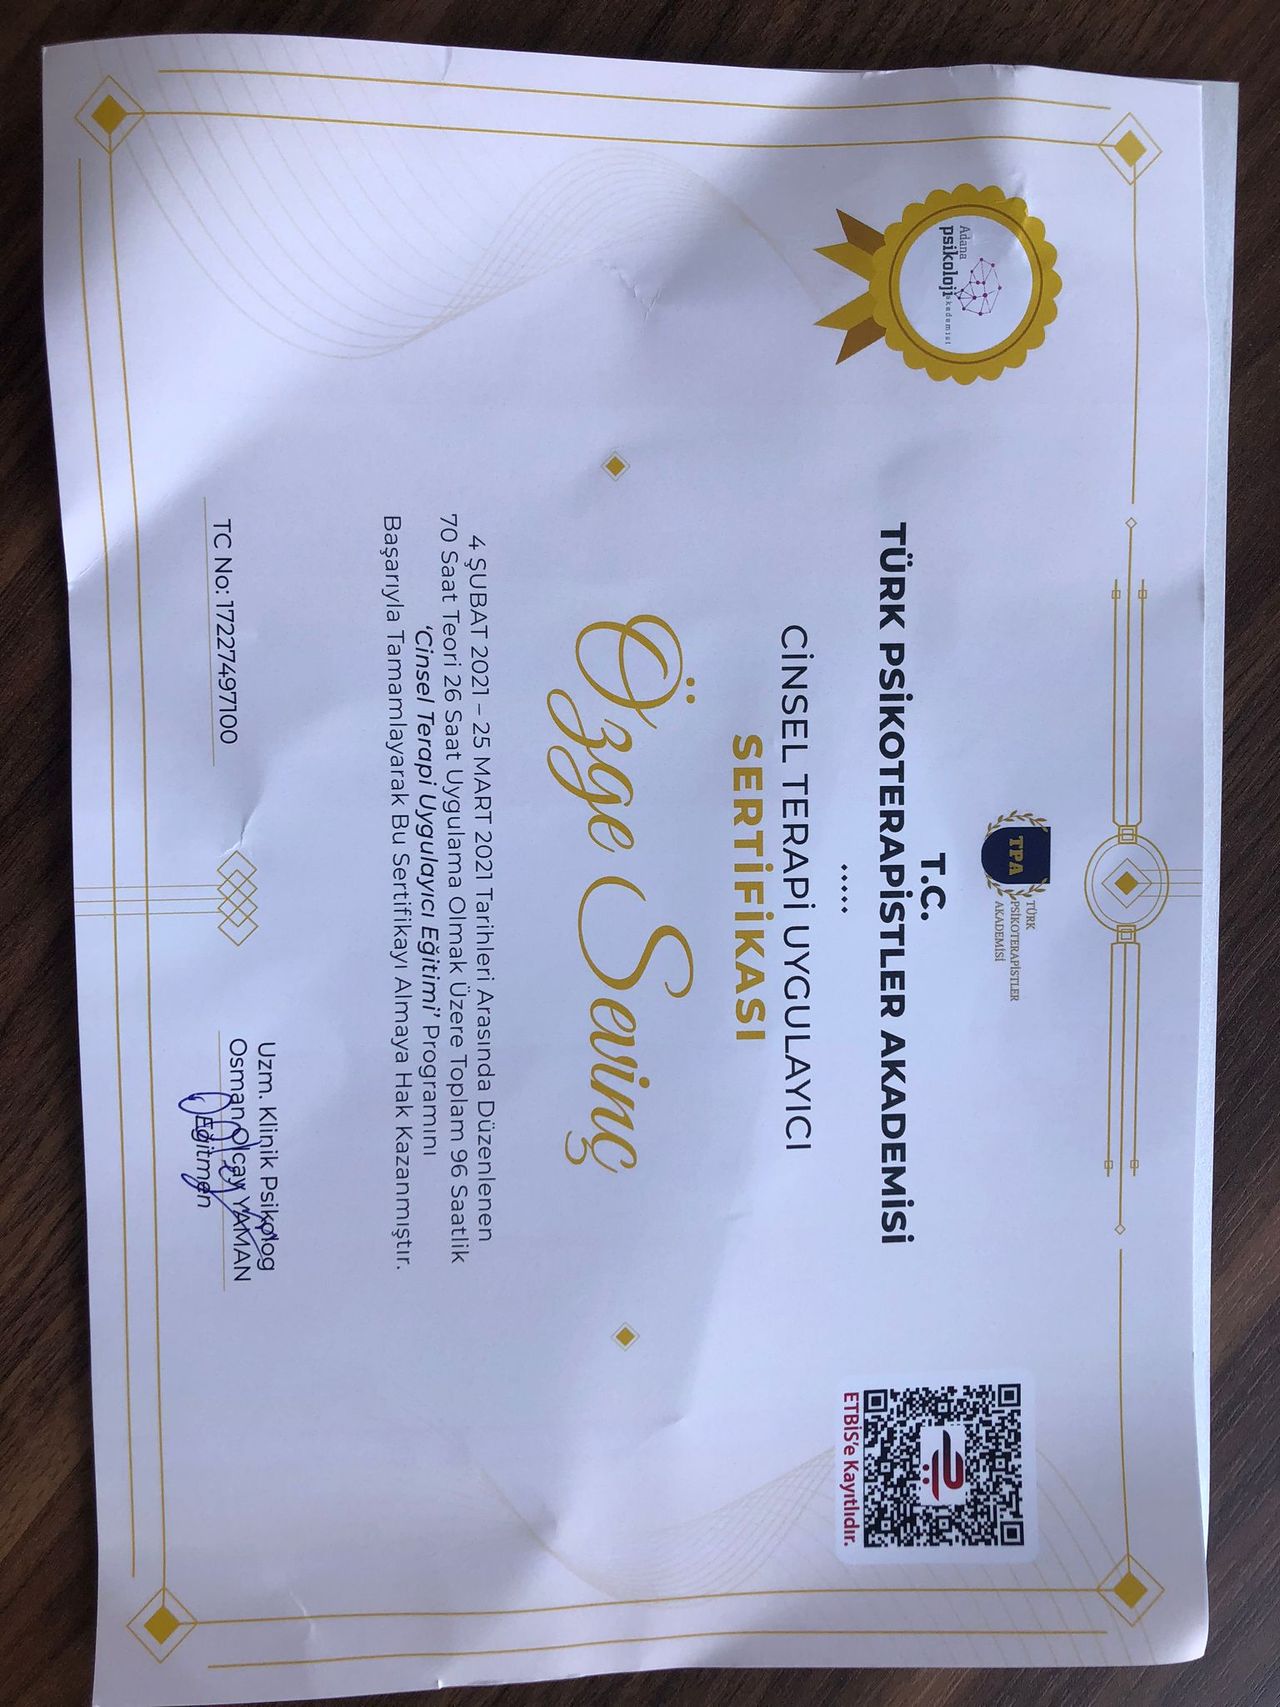 Adana
psikoloji
akademisi
TPA
TÜRK
PSİKOTERAPİSTLER
AKADEMİSİ
T.C.
TÜRK PSİKOTERAPİSTLER AKADEMİSİ
.....
CİNSEL TERAPİ UYGULAYICI
SERTİFİKASI
Özge Sevinç
4 ŞUBAT 2021 – 25 MART 2021 Tarihleri Arasında Düzenlenen
70 Saat Teori 26 Saat Uygulama Olmak Üzere Toplam 96 Saatlik
‘Cinsel Terapi Uygulayıcı Eğitimi’ Programını
Başarıyla Tamamlayarak Bu Sertifikayı Almaya Hak Kazanmıştır.
TC No: 17227497100
Uzm. Klinik Psikolog
Osman Olcay YAMAN
Eğitmen
ETBİS'e Kayıtlıdır.